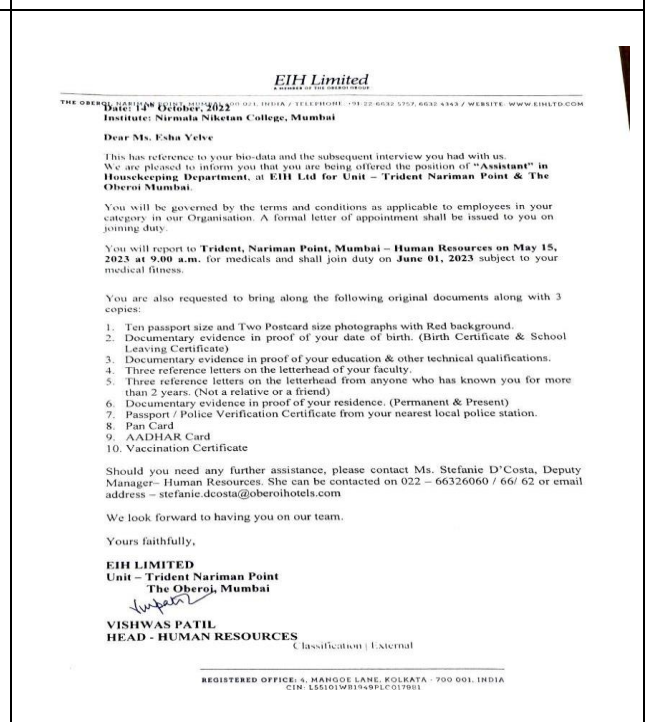 EIH Limited
A MEMBER OF THE OBEROI GROUP
THE OBEROI, NARIMAN POINT, MUMBAI 400 021, INDIA / TELEPHONE: +91-22-6632 5757, 6632 4343 / WEBSITE: WWW.EIHLTD.COM
Date: 14th October, 2022
Institute: Nirmala Niketan College, Mumbai
Dear Ms. Esha Yelve
This has reference to your bio-data and the subsequent interview you had with us.
We are pleased to inform you that you are being offered the position of "Assistant" in
Housekeeping Department, at EIH Ltd for Unit – Trident Nariman Point & The
Oberoi Mumbai.
You will be governed by the terms and conditions as applicable to employees in your
category in our Organisation. A formal letter of appointment shall be issued to you on
joining duty.
You will report to Trident, Nariman Point, Mumbai – Human Resources on May 15,
2023 at 9.00 a.m. for medicals and shall join duty on June 01, 2023 subject to your
medical fitness.
You are also requested to bring along the following original documents along with 3
copies:
1. Ten passport size and Two Postcard size photographs with Red background.
2. Documentary evidence in proof of your date of birth. (Birth Certificate & School
Leaving Certificate)
3. Documentary evidence in proof of your education & other technical qualifications.
4. Three reference letters on the letterhead of your faculty.
5. Three reference letters on the letterhead from anyone who has known you for more
than 2 years. (Not a relative or a friend)
6. Documentary evidence in proof of your residence. (Permanent & Present)
7. Passport / Police Verification Certificate from your nearest local police station.
8. Pan Card
9. AADHAR Card
10. Vaccination Certificate
Should you need any further assistance, please contact Ms. Stefanie D'Costa, Deputy
Manager– Human Resources. She can be contacted on 022 – 66326060 / 66/ 62 or email
address – stefanie.dcosta@oberoihotels.com
We look forward to having you on our team.
Yours faithfully,
EIH LIMITED
Unit – Trident Nariman Point
The Oberoi, Mumbai
VISHWAS PATIL
HEAD - HUMAN RESOURCES
Classification | External
REGISTERED OFFICE: 4, MANGOE LANE, KOLKATA - 700 001, INDIA
CIN: L55101WB1949PLC017981